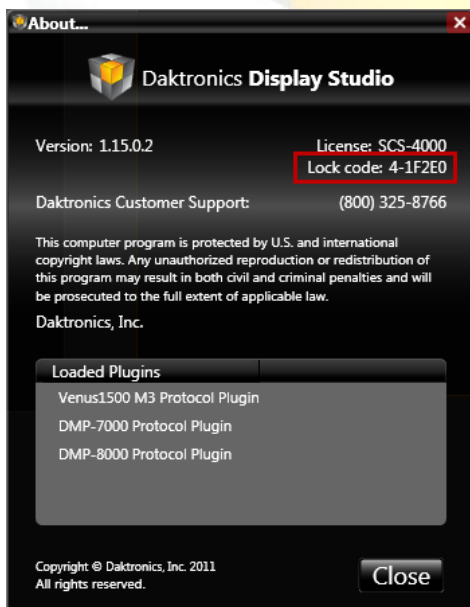 About...
Daktronics Display Studio
Version: 1.15.0.2
License: SCS-4000
Lock code: 4-1F2E0
Daktronics Customer Support:
(800) 325-8766
This computer program is protected by U.S. and international
copyright laws. Any unauthorized reproduction or redistribution of
this program may result in both civil and criminal penalties and will
be prosecuted to the full extent of applicable law.
Daktronics, Inc.
Loaded Plugins
Venus1500 M3 Protocol Plugin
DMP-7000 Protocol Plugin
DMP-8000 Protocol Plugin
Copyright © Daktronics, Inc. 2011
All rights reserved.
Close